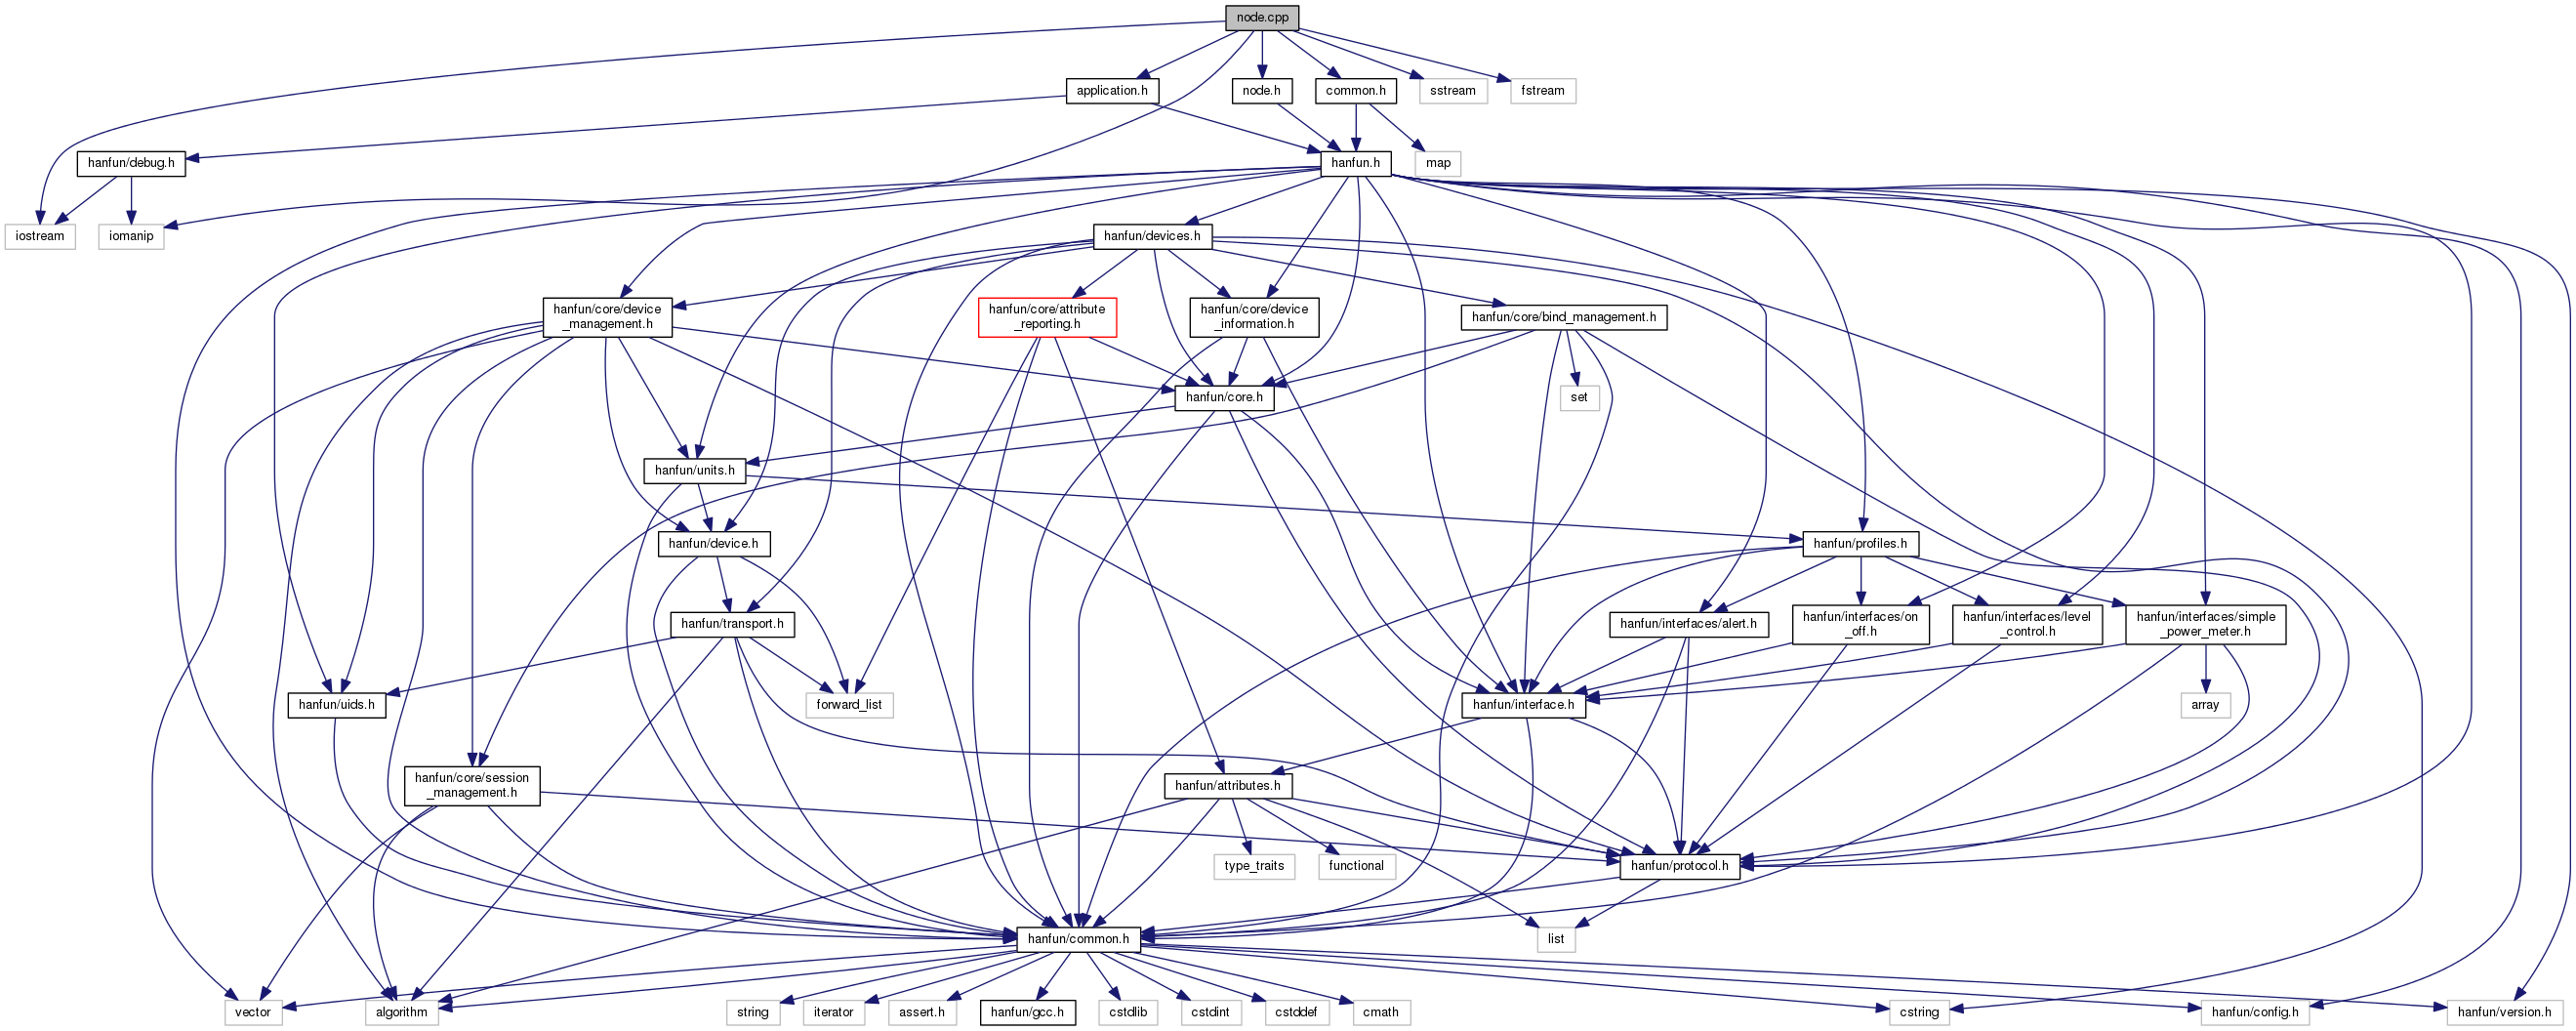 node.cpp
application.h
node.h
common.h
sstream
fstream
hanfun/debug.h
hanfun.h
map
iostream
iomanip
hanfun/devices.h
hanfun/core/device
_management.h
hanfun/core/attribute
_reporting.h
hanfun/core/device
_information.h
hanfun/core/bind_management.h
hanfun/core.h
set
hanfun/units.h
hanfun/device.h
hanfun/profiles.h
hanfun/transport.h
hanfun/interfaces/alert.h
hanfun/interfaces/on
_off.h
hanfun/interfaces/level
_control.h
hanfun/interfaces/simple
_power_meter.h
hanfun/uids.h
forward_list
hanfun/interface.h
array
hanfun/core/session
_management.h
hanfun/attributes.h
type_traits
functional
hanfun/protocol.h
hanfun/common.h
list
vector
algorithm
string
iterator
assert.h
hanfun/gcc.h
cstdlib
cstdint
cstddef
cmath
cstring
hanfun/config.h
hanfun/version.h